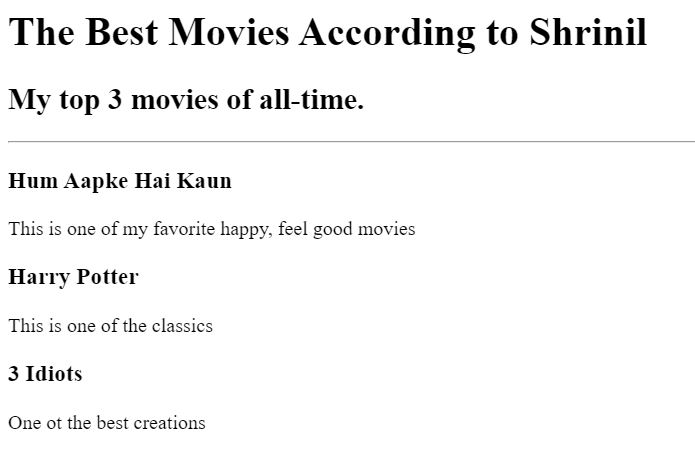 The Best Movies According to Shrinil
My top 3 movies of all-time.
Hum Aapke Hai Kaun
This is one of my favorite happy, feel good movies
Harry Potter
This is one of the classics
3 Idiots
One ot the best creations